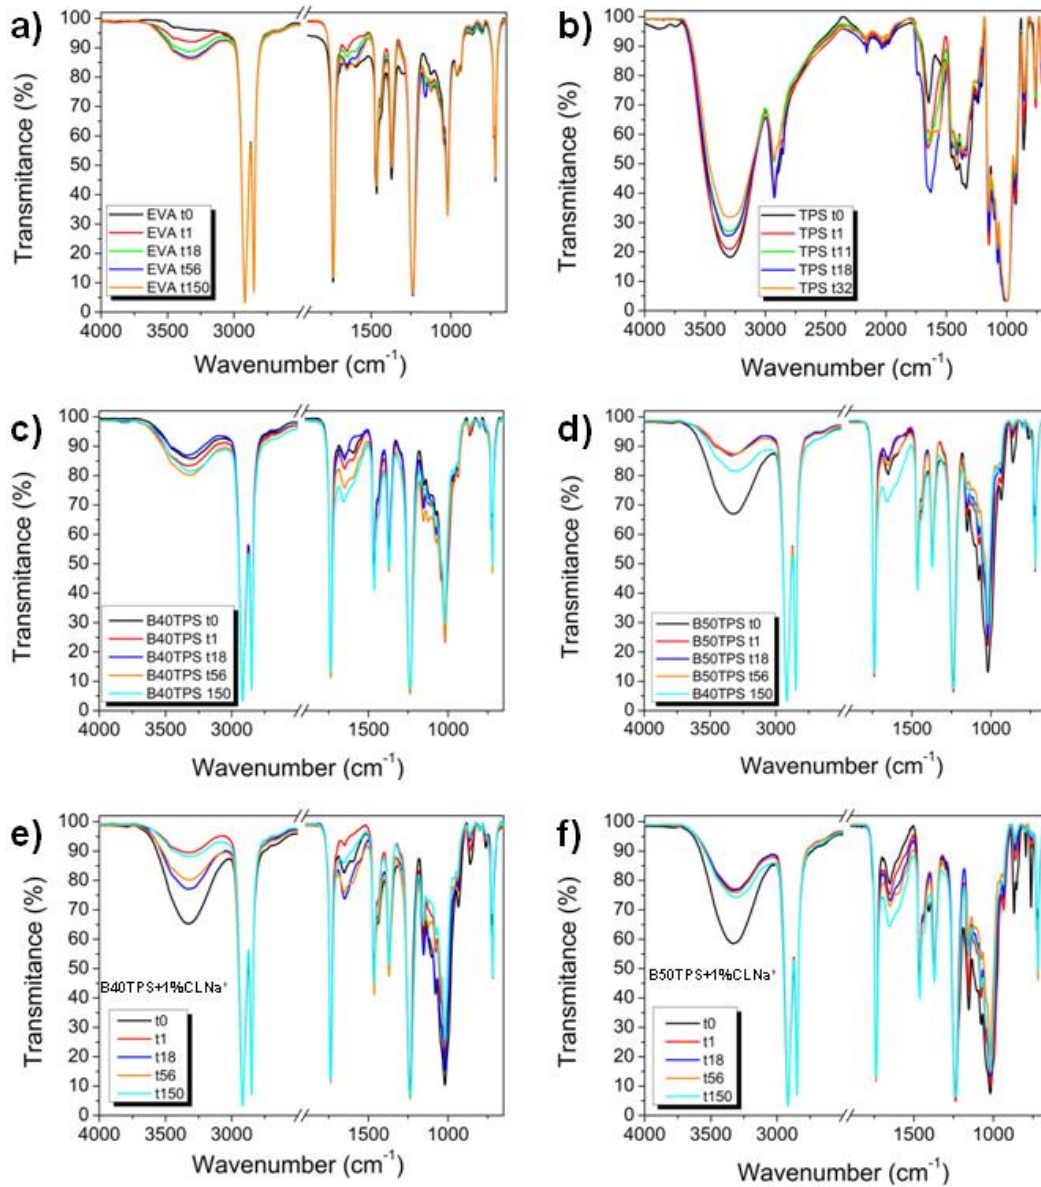 a)
Transmitance (%)
100
90
80
70
60
50
40
30
20
10
0
EVA t0
EVA t1
EVA t18
EVA t56
EVA t150
4000 3500 3000 1500 1000
Wavenumber (cm⁻¹)
b)
Transmitance (%)
100
90
80
70
60
50
40
30
20
10
0
TPS t0
TPS t1
TPS t11
TPS t18
TPS t32
4000 3500 3000 2500 2000 1500 1000
Wavenumber (cm⁻¹)
c)
Transmitance (%)
100
90
80
70
60
50
40
30
20
10
0
B40TPS t0
B40TPS t1
B40TPS t18
B40TPS t56
B40TPS 150
4000 3500 3000 1500 1000
Wavenumber (cm⁻¹)
d)
Transmitance (%)
100
90
80
70
60
50
40
30
20
10
0
B50TPS t0
B50TPS t1
B50TPS t18
B50TPS t56
B40TPS 150
4000 3500 3000 1500 1000
Wavenumber (cm⁻¹)
e)
Transmitance (%)
100
90
80
70
60
50
40
30
20
10
0
B40TPS+1%CLNa⁺
t0
t1
t18
t56
t150
4000 3500 3000 1500 1000
Wavenumber (cm⁻¹)
f)
Transmitance (%)
100
90
80
70
60
50
40
30
20
10
0
B50TPS+1%CLNa⁺
t0
t1
t18
t56
t150
4000 3500 3000 1500 1000
Wavenumber (cm⁻¹)